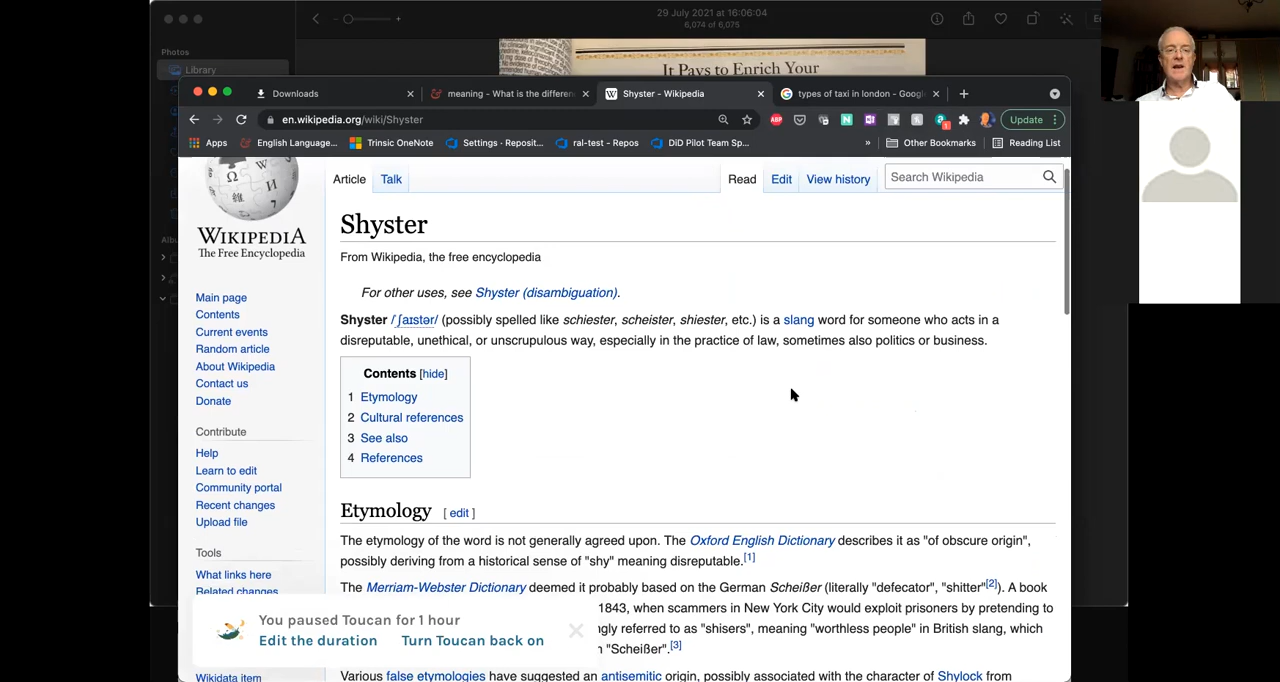 29 July 2021 at 16:06:04
6,074 of 6,075
Photos
Library
It Pays to Enrich Your
Downloads
meaning - What is the differen
Shyster - Wikipedia
types of taxi in london - Googl
en.wikipedia.org/wiki/Shyster
Update
Apps
English Language...
Trinsic OneNote
Settings · Reposit...
ral-test - Repos
DiD Pilot Team Sp...
»
Other Bookmarks
Reading List
WIKIPEDIA
The Free Encyclopedia
Article
Talk
Read
Edit
View history
Search Wikipedia
Shyster
From Wikipedia, the free encyclopedia
For other uses, see Shyster (disambiguation).
Shyster /ˈʃaɪstər/ (possibly spelled like schiester, scheister, shiester, etc.) is a slang word for someone who acts in a
disreputable, unethical, or unscrupulous way, especially in the practice of law, sometimes also politics or business.
Contents [hide]
1 Etymology
2 Cultural references
3 See also
4 References
Main page
Contents
Current events
Random article
About Wikipedia
Contact us
Donate
Contribute
Help
Learn to edit
Community portal
Recent changes
Upload file
Tools
What links here
Related changes
Wikidata item
Etymology [ edit ]
The etymology of the word is not generally agreed upon. The Oxford English Dictionary describes it as "of obscure origin",
possibly deriving from a historical sense of "shy" meaning disreputable.[1]
The Merriam-Webster Dictionary deemed it probably based on the German Scheißer (literally "defecator", "shitter"[2]). A book
1843, when scammers in New York City would exploit prisoners by pretending to
ngly referred to as "shisers", meaning "worthless people" in British slang, which
"Scheißer".[3]
Various false etymologies have suggested an antisemitic origin, possibly associated with the character of Shylock from
You paused Toucan for 1 hour
Edit the duration
Turn Toucan back on